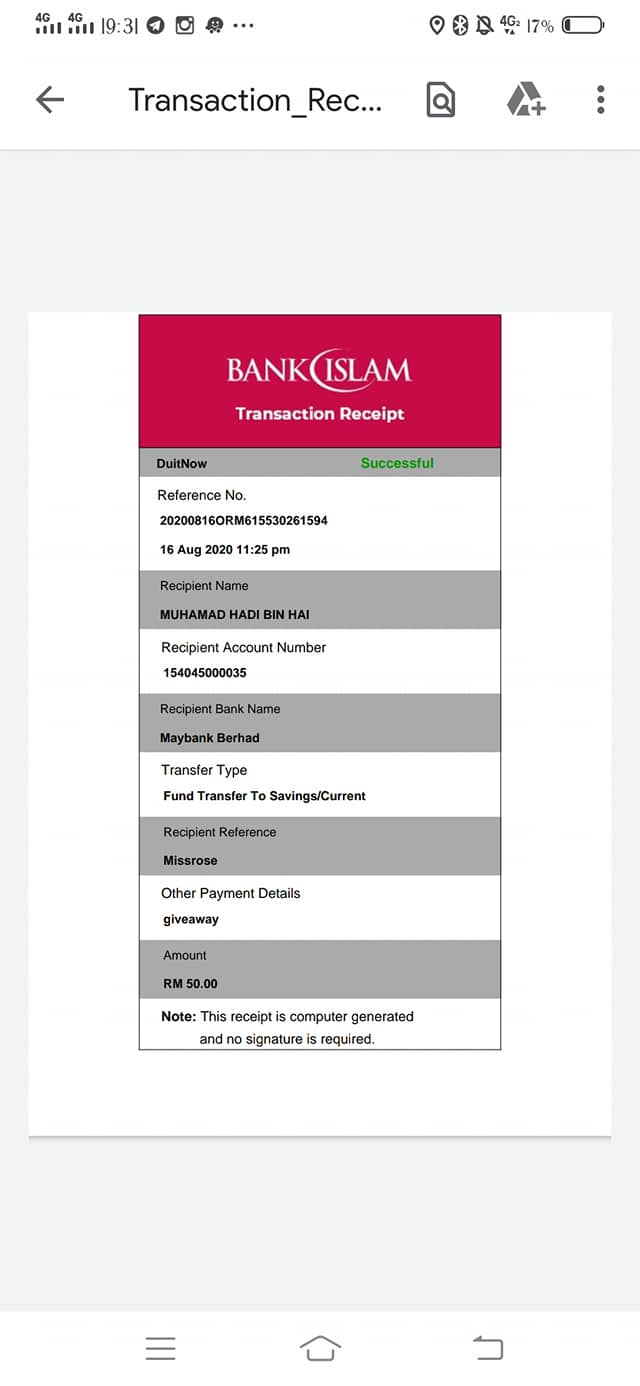 4G 4G 19:31 ... 4G2 17%
Transaction_Rec...
BANK ISLAM
Transaction Receipt
DuitNow Successful
Reference No.
20200816ORM615530261594
16 Aug 2020 11:25 pm
Recipient Name
MUHAMAD HADI BIN HAI
Recipient Account Number
154045000035
Recipient Bank Name
Maybank Berhad
Transfer Type
Fund Transfer To Savings/Current
Recipient Reference
Missrose
Other Payment Details
giveaway
Amount
RM 50.00
Note: This receipt is computer generated
and no signature is required.